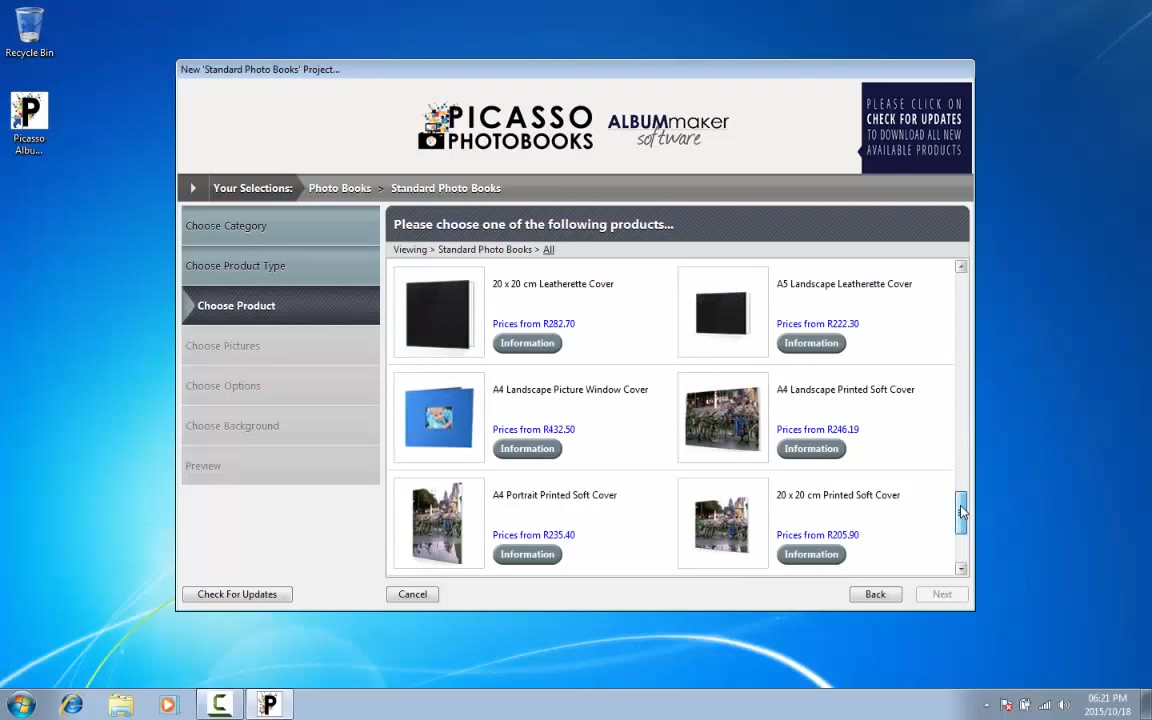 Recycle Bin
P
Picasso
Albu...
New 'Standard Photo Books' Project...
PICASSO
PHOTOBOOKS
ALBUMmaker
software
PLEASE CLICK ON
CHECK FOR UPDATES
TO DOWNLOAD ALL NEW
AVAILABLE PRODUCTS
Your Selections:
Photo Books > Standard Photo Books
Choose Category
Choose Product Type
Choose Product
Choose Pictures
Choose Options
Choose Background
Preview
Please choose one of the following products...
Viewing > Standard Photo Books > All
20 x 20 cm Leatherette Cover
Prices from R282.70
Information
A5 Landscape Leatherette Cover
Prices from R222.30
Information
A4 Landscape Picture Window Cover
Prices from R432.50
Information
A4 Landscape Printed Soft Cover
Prices from R246.19
Information
A4 Portrait Printed Soft Cover
Prices from R235.40
Information
20 x 20 cm Printed Soft Cover
Prices from R205.90
Information
Check For Updates
Cancel
Back
Next
C
P
06:21 PM
2015/10/18